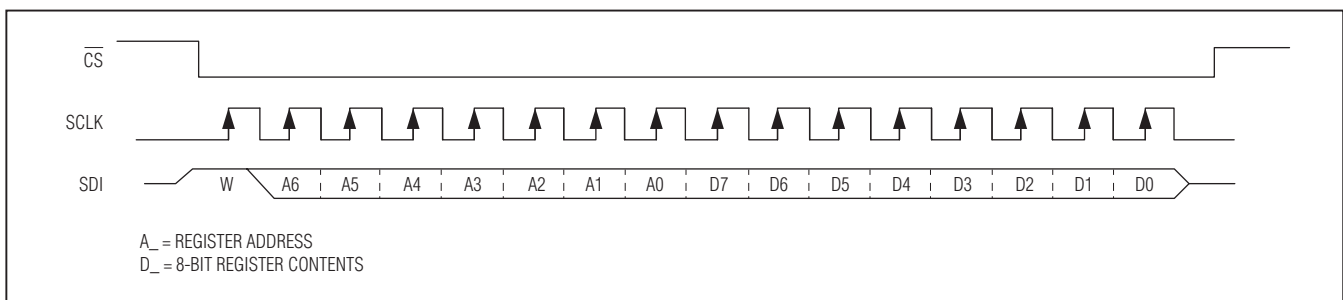 CS
SCLK
SDI W A6 A5 A4 A3 A2 A1 A0 D7 D6 D5 D4 D3 D2 D1 D0
A_ = REGISTER ADDRESS
D_ = 8-BIT REGISTER CONTENTS